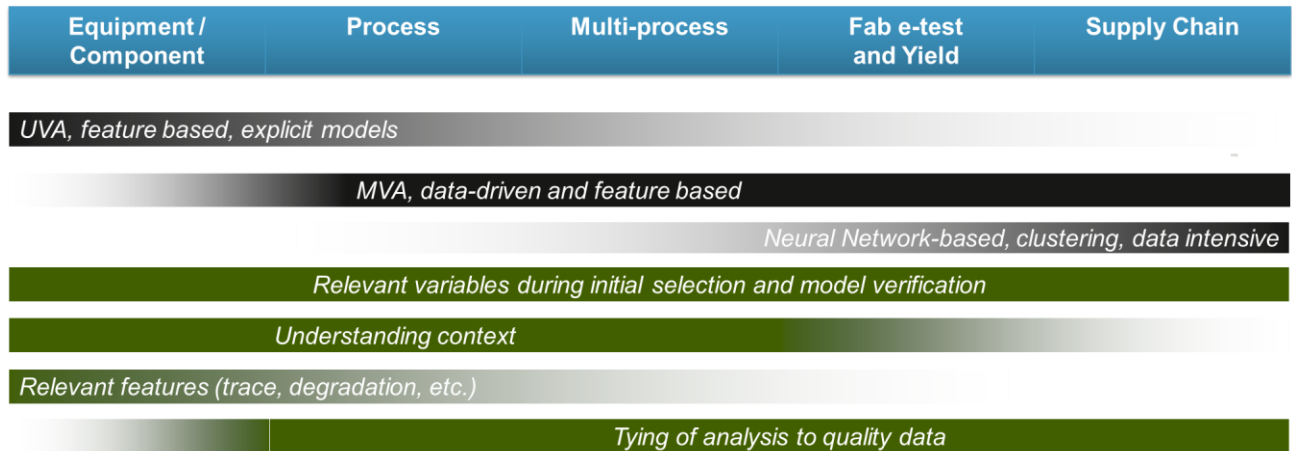 Equipment /
Component
Process
Multi-process
Fab e-test
and Yield
Supply Chain
UVA, feature based, explicit models
MVA, data-driven and feature based
Neural Network-based, clustering, data intensive
Relevant variables during initial selection and model verification
Understanding context
Relevant features (trace, degradation, etc.)
Tying of analysis to quality data